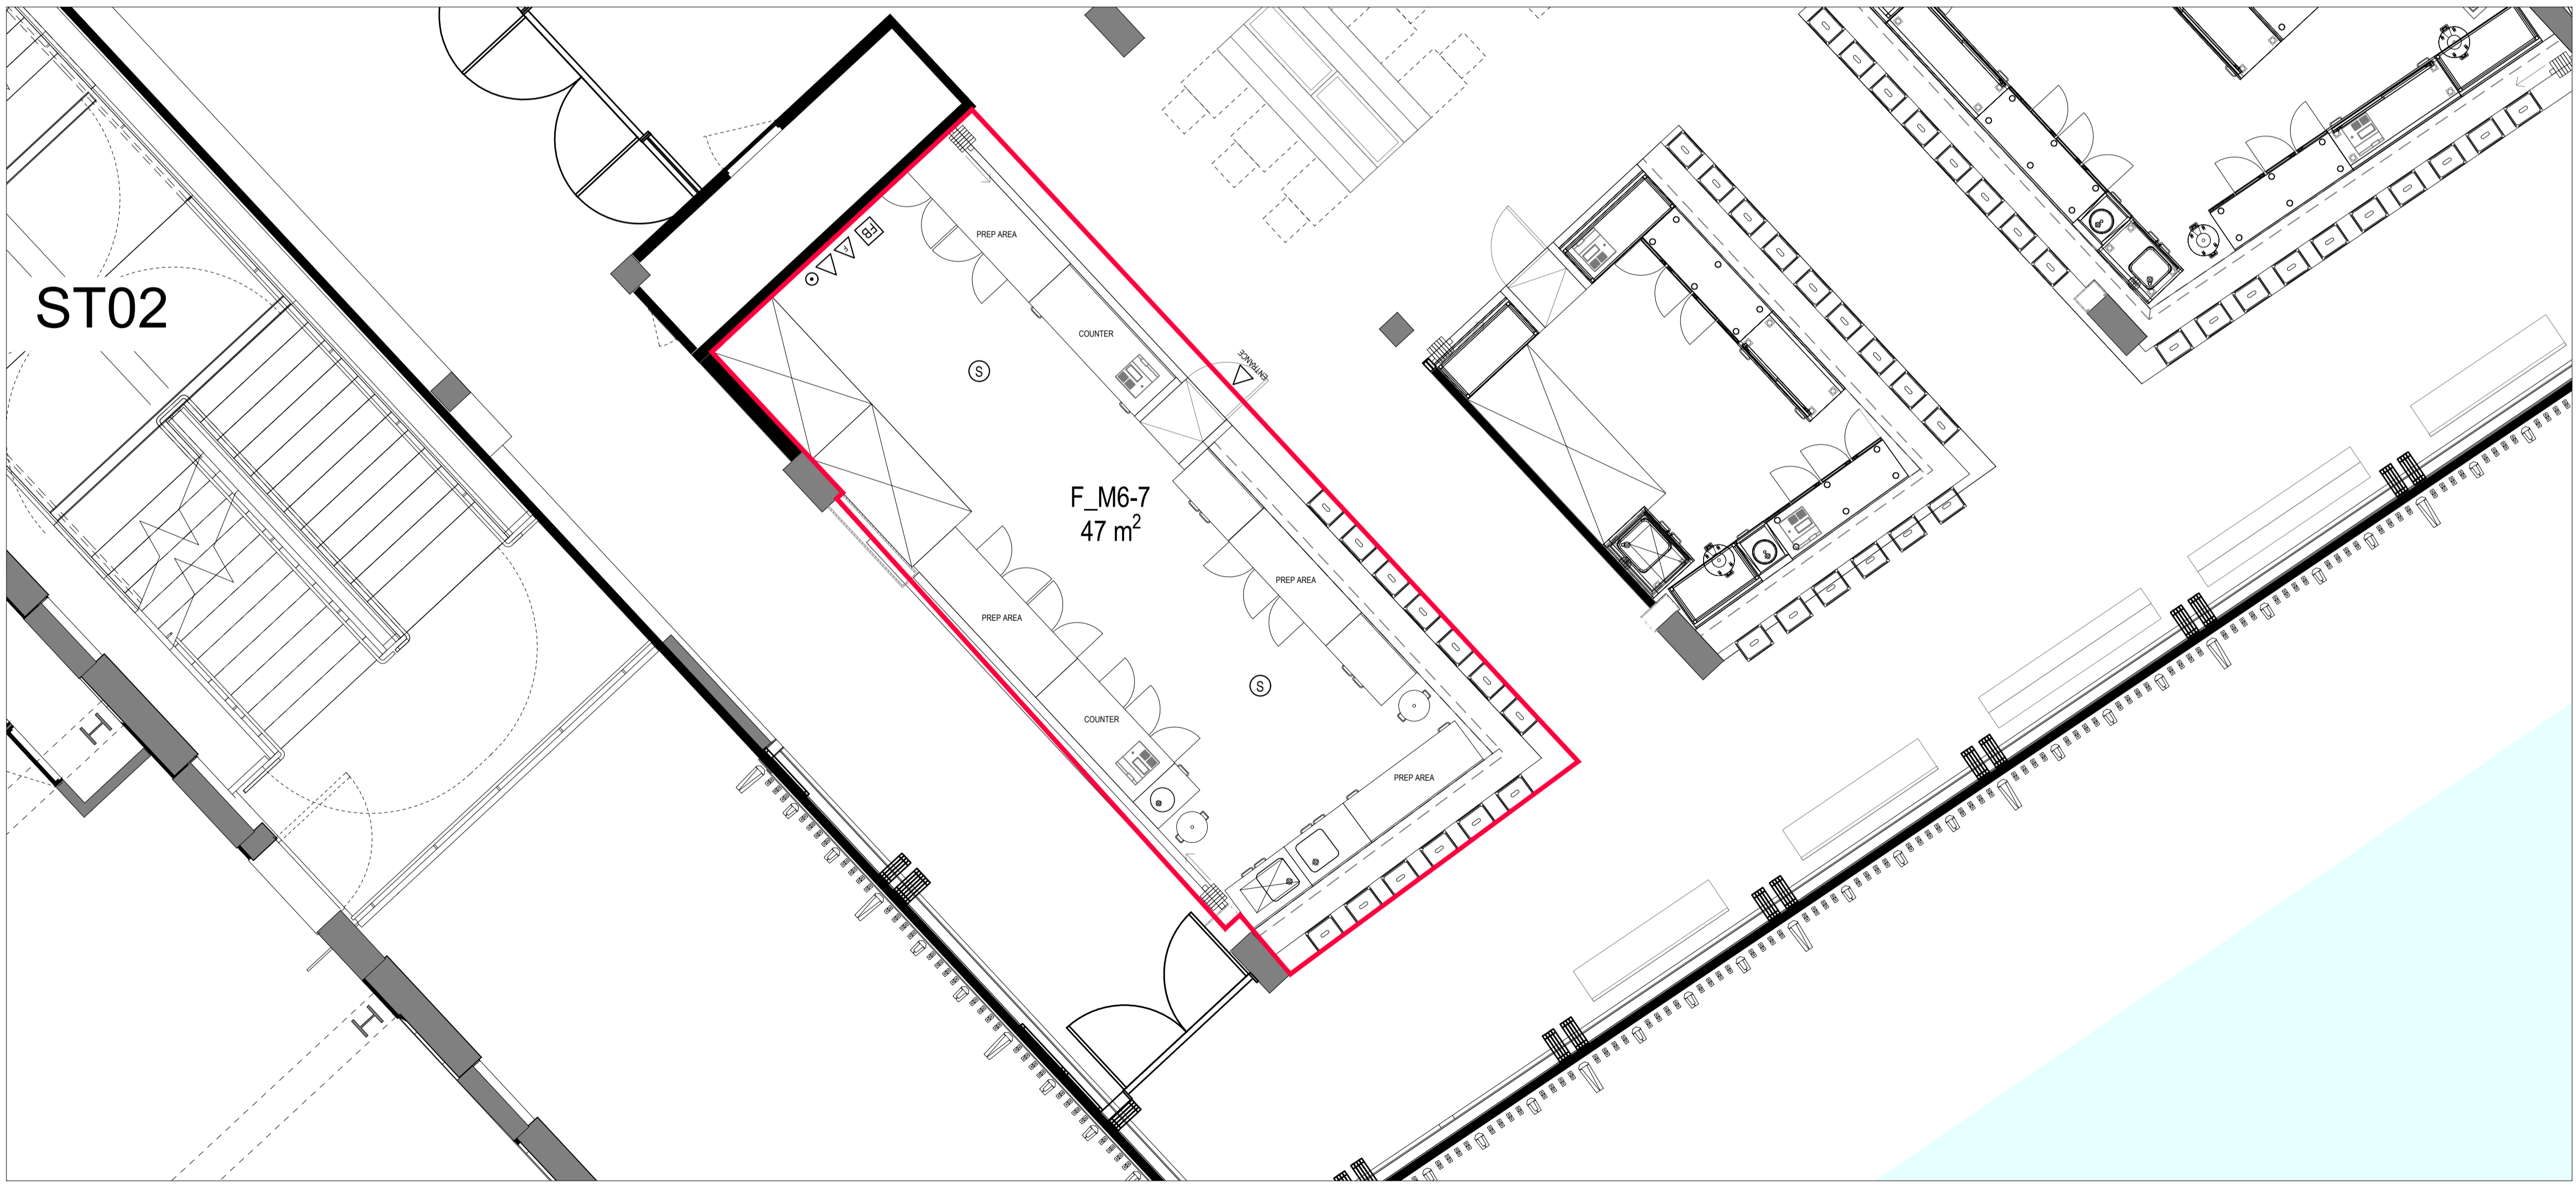 ST02
FB
F
PREP AREA
COUNTER
S
ENTRANCE
F_M6-7
47 m²
PREP AREA
PREP AREA
S
COUNTER
PREP AREA